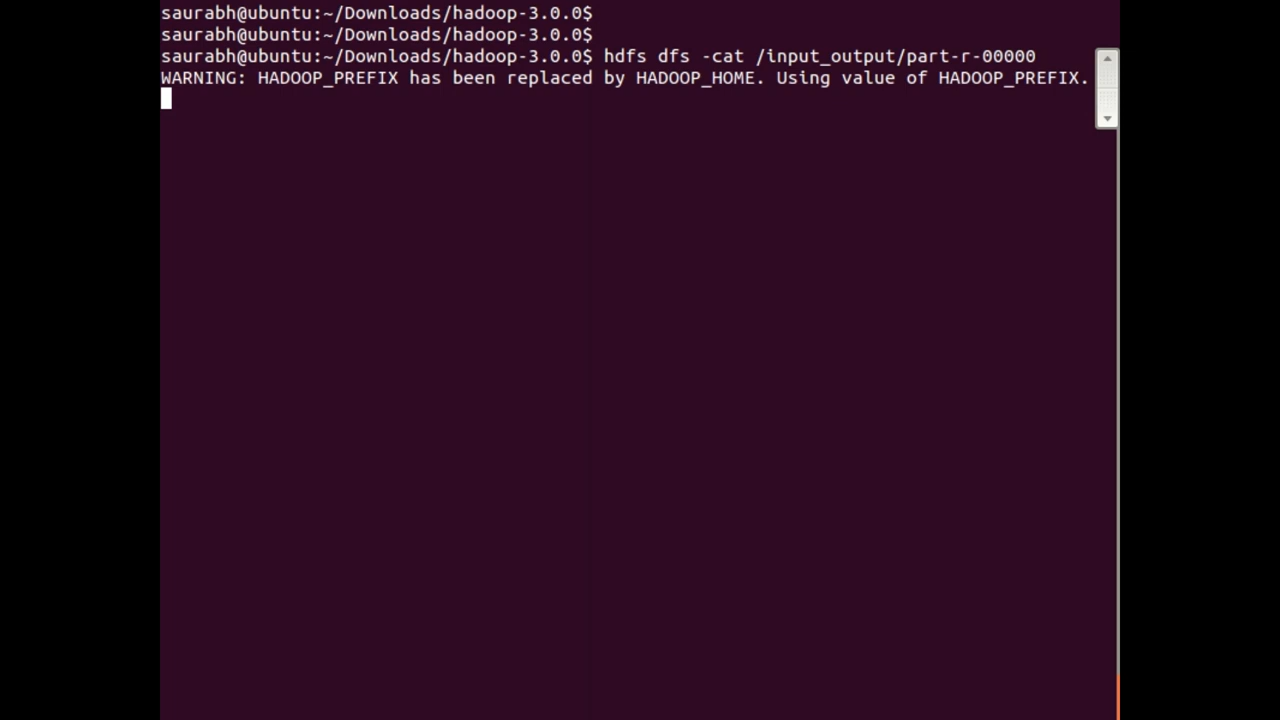 saurabh@ubuntu:~/Downloads/hadoop-3.0.0$
saurabh@ubuntu:~/Downloads/hadoop-3.0.0$
saurabh@ubuntu:~/Downloads/hadoop-3.0.0$ hdfs dfs -cat /input_output/part-r-00000
WARNING: HADOOP_PREFIX has been replaced by HADOOP_HOME. Using value of HADOOP_PREFIX.